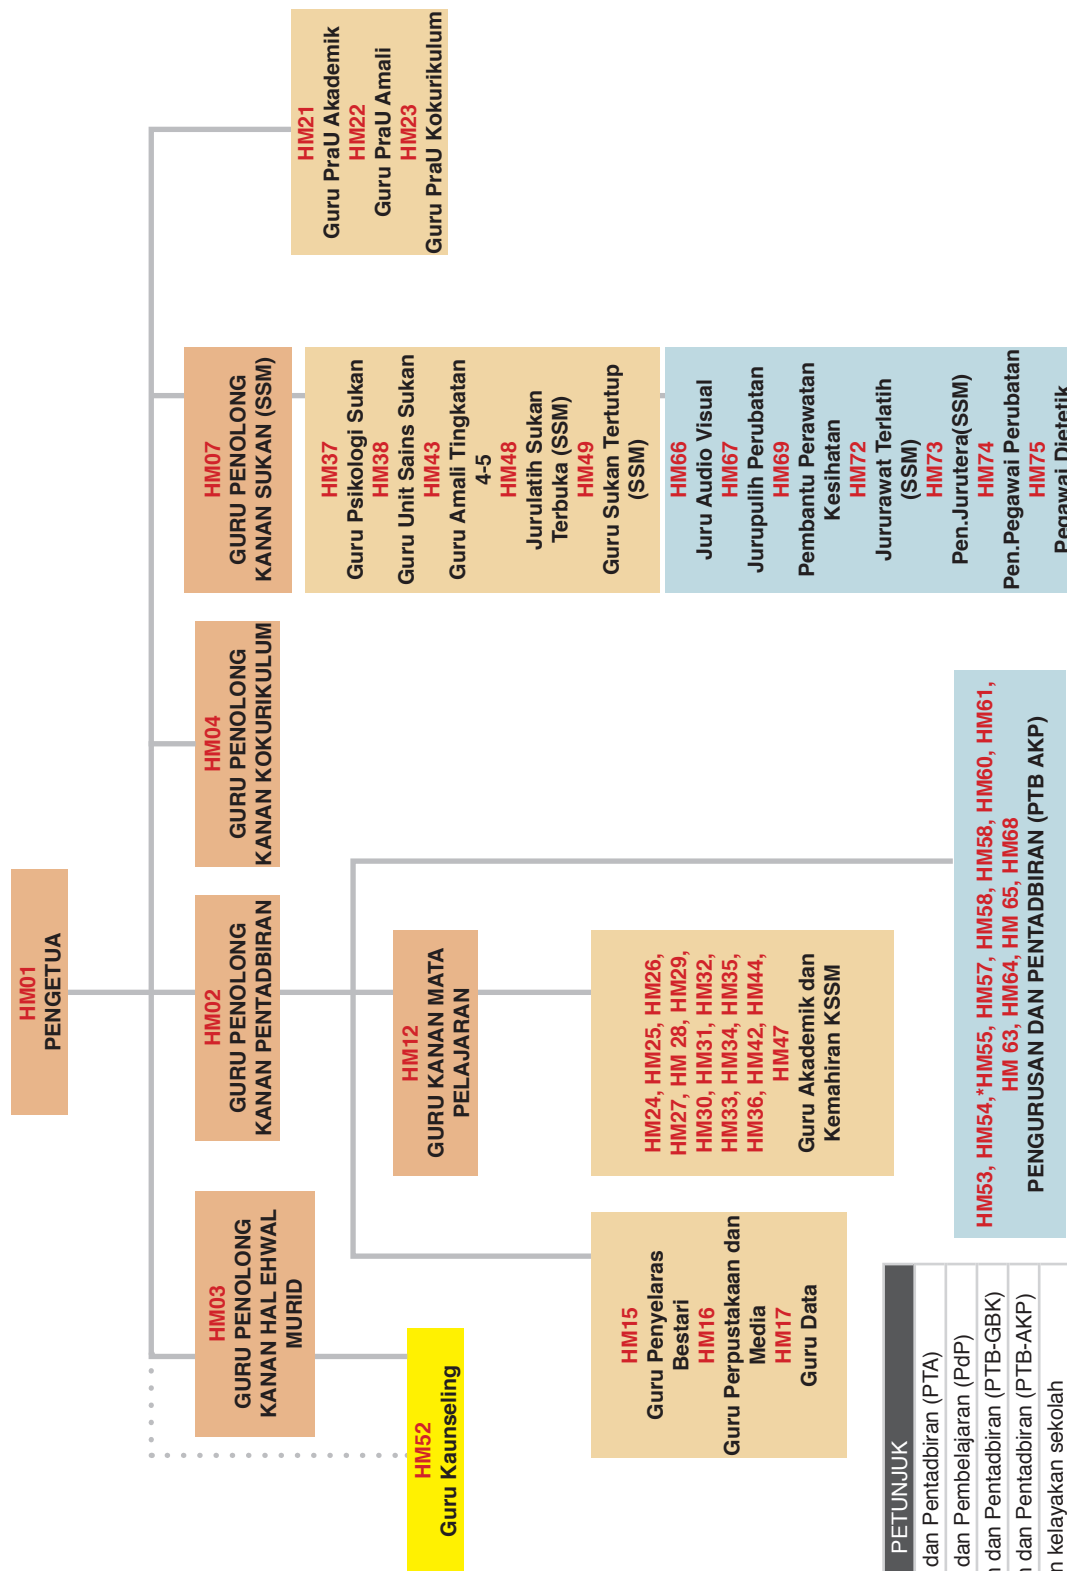 HM01
PENGETUA
HM03
GURU PENOLONG
KANAN HAL EHWAL
MURID
HM02
GURU PENOLONG
KANAN PENTADBIRAN
HM04
GURU PENOLONG
KANAN KOKURIKULUM
HM07
GURU PENOLONG
KANAN SUKAN (SSM)
HM21
Guru PraU Akademik
HM22
Guru PraU Amali
HM23
Guru PraU Kokurikulum
HM52
Guru Kaunseling
HM12
GURU KANAN MATA
PELAJARAN
HM37
Guru Psikologi Sukan
HM38
Guru Unit Sains Sukan
HM43
Guru Amali Tingkatan
4-5
HM48
Jurulatih Sukan
Terbuka (SSM)
HM49
Guru Sukan Tertutup
(SSM)
HM15
Guru Penyelaras
Bestari
HM16
Guru Perpustakaan dan
Media
HM17
Guru Data
HM24, HM25, HM26,
HM27, HM 28, HM29,
HM30, HM31, HM32,
HM33, HM34, HM35,
HM36, HM42, HM44,
HM47
Guru Akademik dan
Kemahiran KSSM
HM66
Juru Audio Visual
HM67
Jurupulih Perubatan
HM69
Pembantu Perawatan
Kesihatan
HM72
Jururawat Terlatih
(SSM)
HM73
Pen.Jurutera(SSM)
HM74
Pen.Pegawai Perubatan
HM75
Pegawai Dietetik
HM53, HM54,*HM55, HM57, HM58, HM58, HM60, HM61,
HM 63, HM64, HM 65, HM68
PENGURUSAN DAN PENTADBIRAN (PTB AKP)
PETUNJUK
dan Pentadbiran (PTA)
dan Pembelajaran (PdP)
dan Pentadbiran (PTB-GBK)
dan Pentadbiran (PTB-AKP)
kelayakan sekolah